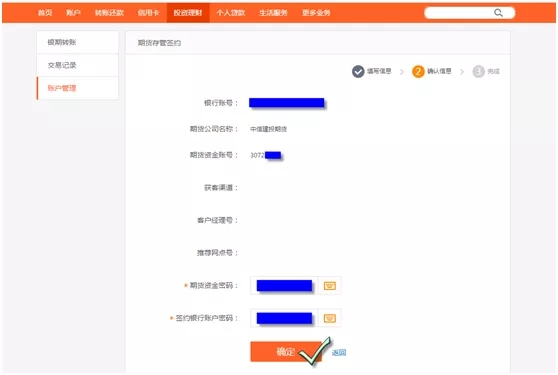 首页 账户 转账还款 信用卡 投资理财 个人贷款 生活服务 更多业务
银期转账
交易记录
账户管理
期货存管签约
填写信息 2 确认信息 3 完成
银行账号：
期货公司名称： 中信建投期货
期货资金账号： 3072
获客渠道：
客户经理号：
推荐网点号：
* 期货资金密码：
* 签约银行账户密码：
确定 返回